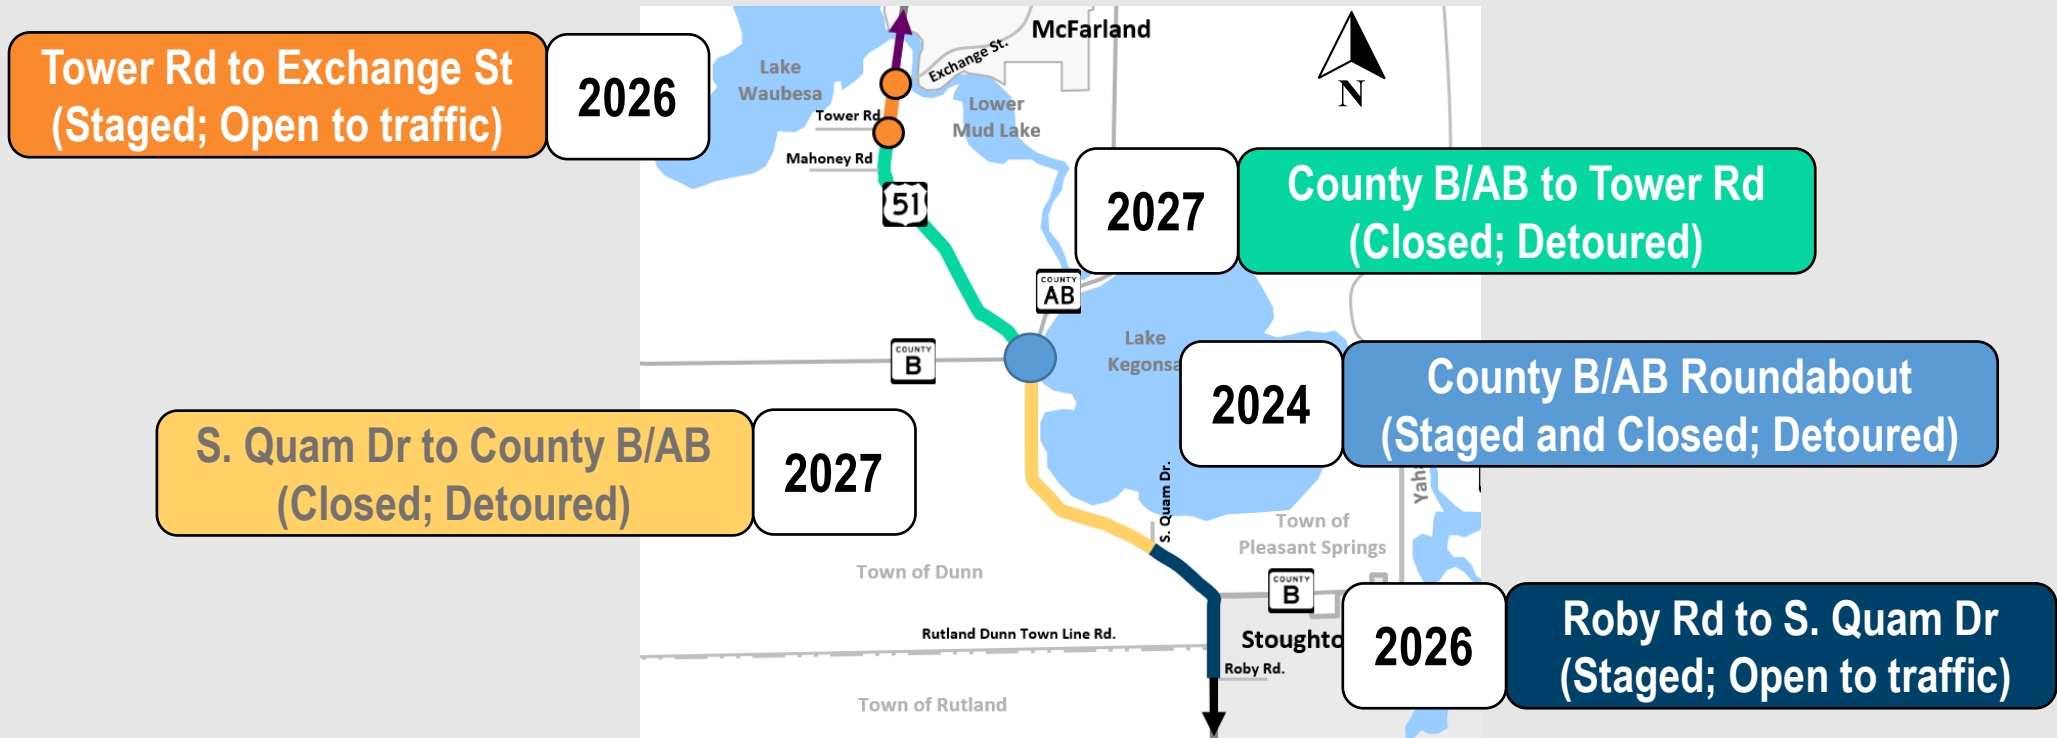 McFarland
Exchange St.
Tower Rd to Exchange St
(Staged; Open to traffic)
2026
Lake
Waubesa
Lower
Mud Lake
N
Tower Rd
Mahoney Rd
51
2027
County B/AB to Tower Rd
(Closed; Detoured)
COUNTY
AB
COUNTY
B
Lake
Kegonsa
2024
County B/AB Roundabout
(Staged and Closed; Detoured)
S. Quam Dr to County B/AB
(Closed; Detoured)
2027
S. Quam Dr.
Yaha
Town of
Pleasant Springs
Town of Dunn
COUNTY
B
Rutland Dunn Town Line Rd.
Stoughto
Roby Rd.
2026
Roby Rd to S. Quam Dr
(Staged; Open to traffic)
Town of Rutland